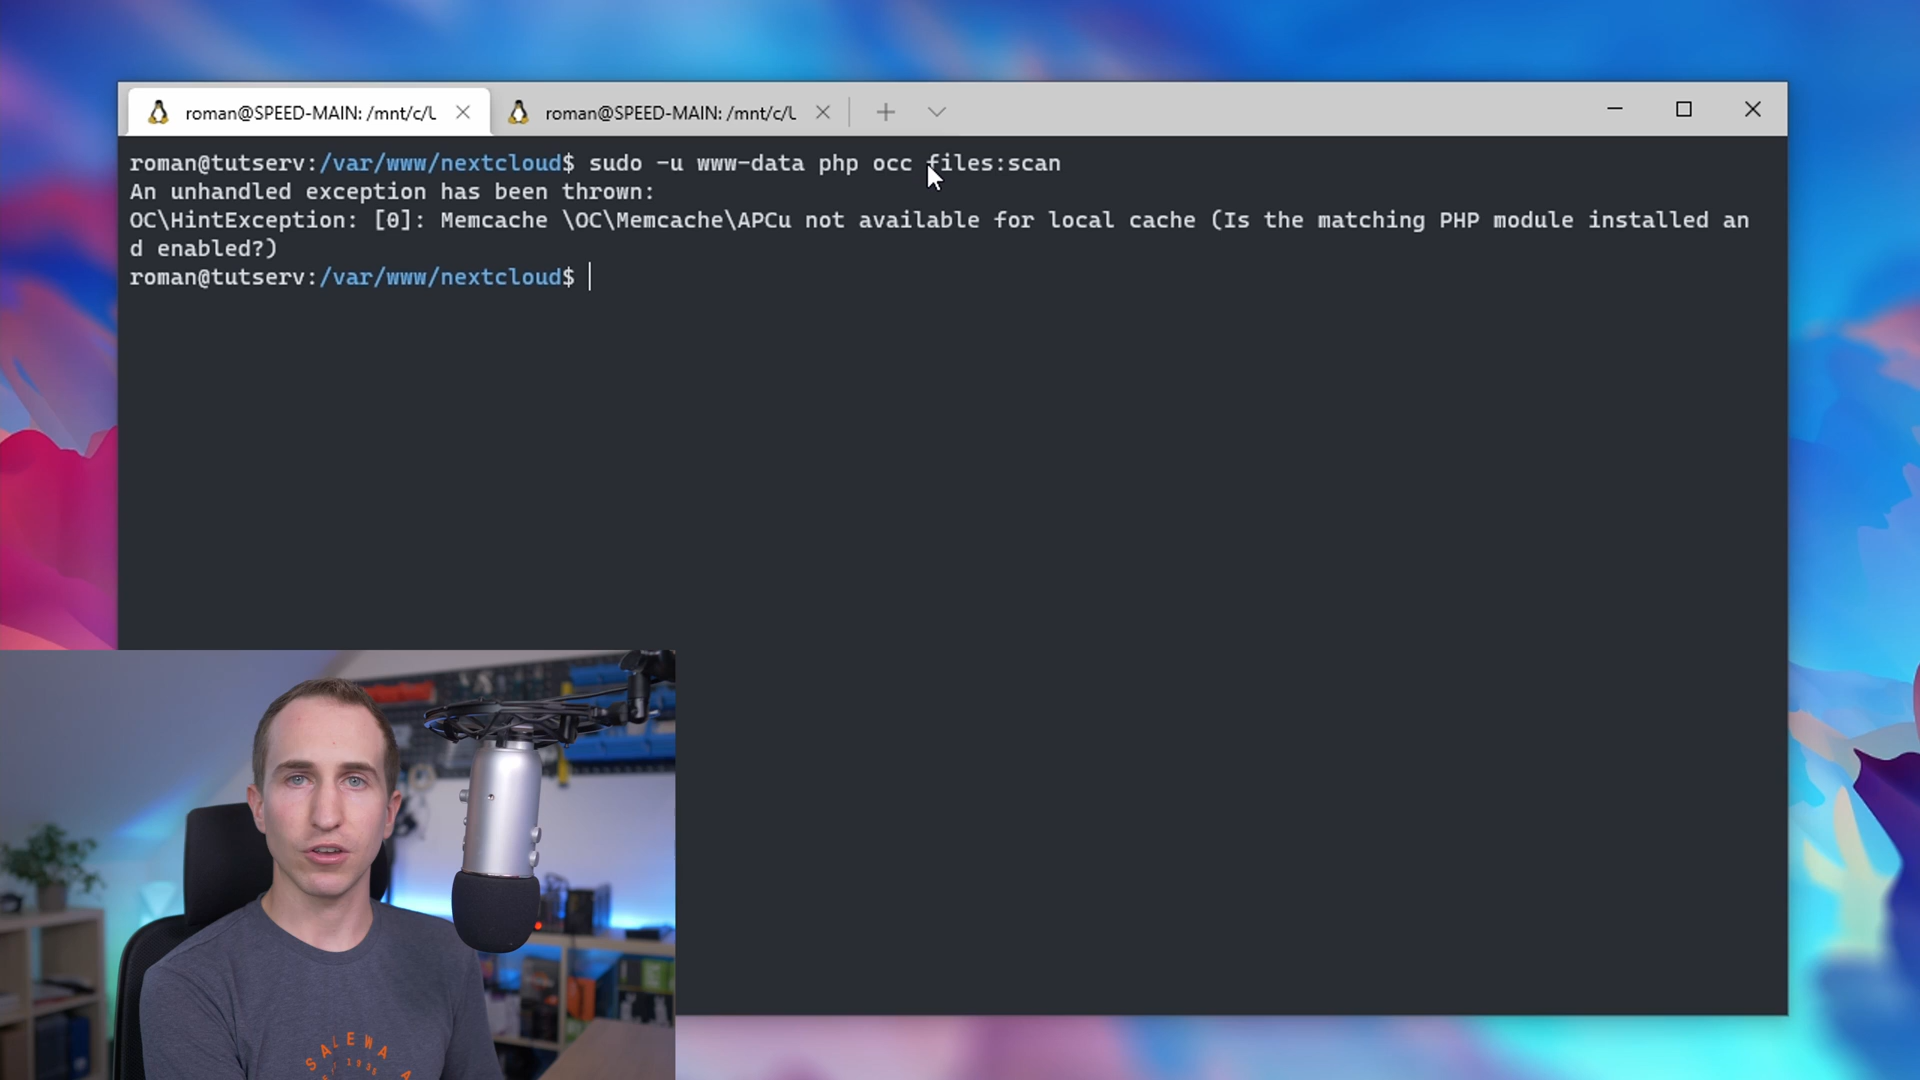 roman@SPEED-MAIN: /mnt/c/U
roman@SPEED-MAIN: /mnt/c/U
roman@tutserv:/var/www/nextcloud$ sudo -u www-data php occ files:scan
An unhandled exception has been thrown:
OC\HintException: [0]: Memcache \OC\Memcache\APCu not available for local cache (Is the matching PHP module installed an
d enabled?)
roman@tutserv:/var/www/nextcloud$
SALEWA